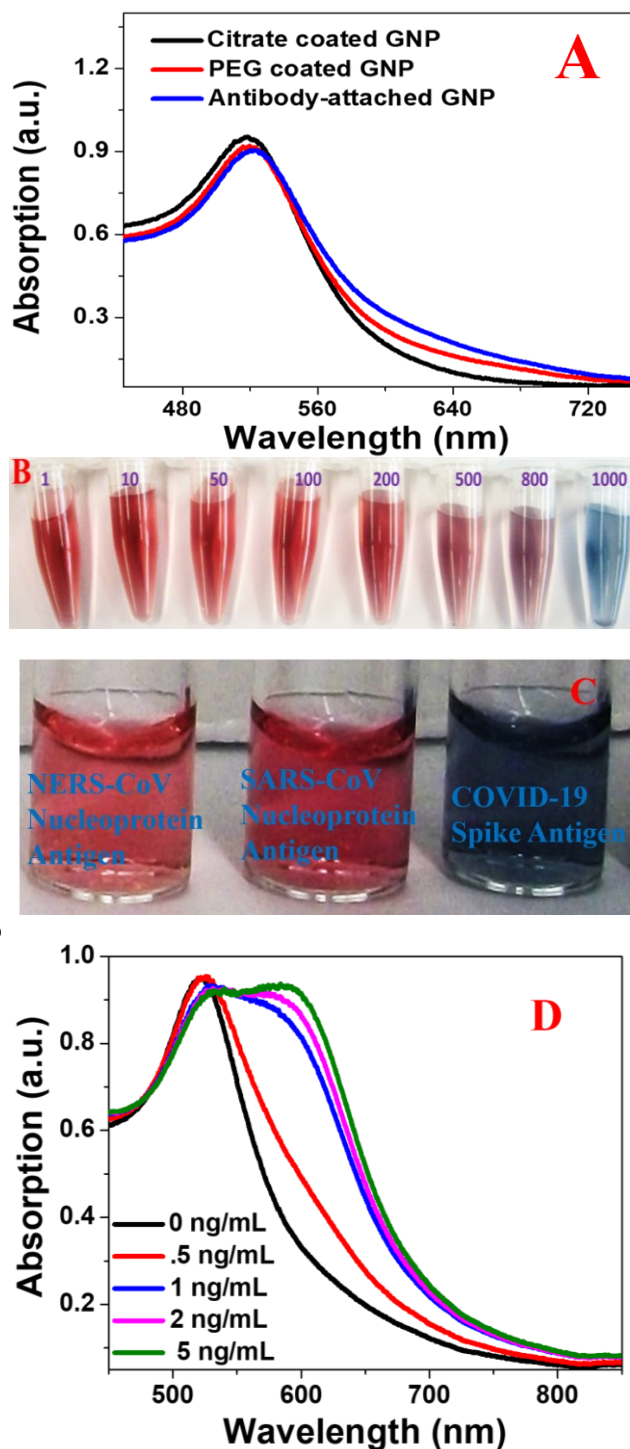 Citrate coated GNP
PEG coated GNP
Antibody-attached GNP
A
Absorption (a.u.)
1.2
0.9
0.6
0.3
480 560 640 720
Wavelength (nm)
B
1 10 50 100 200 500 800 1000
C
NERS-CoV
Nucleoprotein
Antigen
SARS-CoV
Nucleoprotein
Antigen
COVID-19
Spike Antigen
D
Absorption (a.u.)
1.0
0.8
0.6
0.4
0.2
0 ng/mL
.5 ng/mL
1 ng/mL
2 ng/mL
5 ng/mL
500 600 700 800
Wavelength (nm)